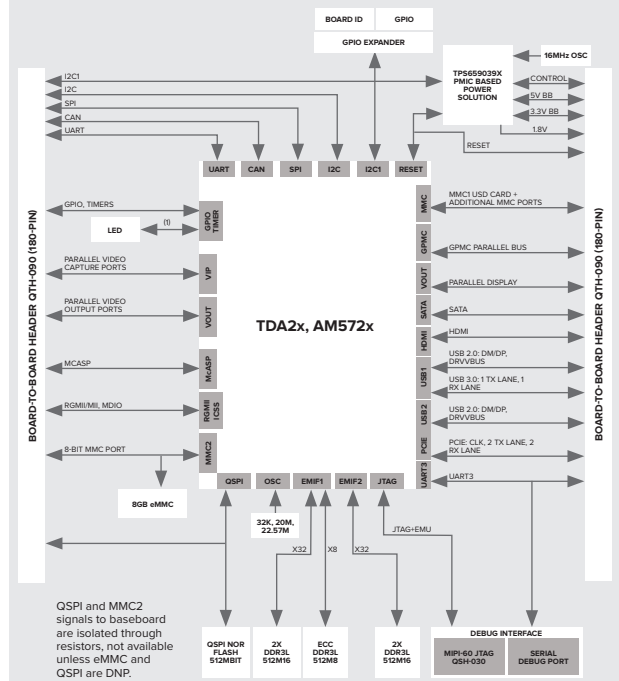 BOARD ID
GPIO
GPIO EXPANDER
16MHz OSC
TPS659039X
PMIC BASED
POWER
SOLUTION
I2C1
I2C
SPI
CAN
UART
CONTROL
5V BB
3.3V BB
1.8V
RESET
UART
CAN
SPI
I2C
I2C1
RESET
BOARD-TO-BOARD HEADER QTH-090 (180-PIN)
GPIO, TIMERS
LED
(1)
PARALLEL VIDEO
CAPTURE PORTS
PARALLEL VIDEO
OUTPUT PORTS
MCASP
RGMII/MII, MDIO
8-BIT MMC PORT
8GB eMMC
GPIO
TIMER
VIP
VOUT
McASP
RGMII
ICSS
MMC2
TDA2x, AM572x
MMC
GPMC
VOUT
SATA
HDMI
USB1
USB2
PCIE
UART3
MMC1 USD CARD +
ADDITIONAL MMC PORTS
GPMC PARALLEL BUS
PARALLEL DISPLAY
SATA
HDMI
USB 2.0: DM/DP,
DRVVBUS
USB 3.0: 1 TX LANE, 1
RX LANE
USB 2.0: DM/DP,
DRVVBUS
PCIE: CLK, 2 TX LANE, 2
RX LANE
UART3
BOARD-TO-BOARD HEADER QTH-090 (180-PIN)
QSPI
OSC
EMIF1
EMIF2
JTAG
32K, 20M,
22.57M
X32
X8
X32
JTAG+EMU
QSPI and MMC2
signals to baseboard
are isolated through
resistors, not available
unless eMMC and
QSPI are DNP.
QSPI NOR
FLASH
512MBIT
2X
DDR3L
512M16
ECC
DDR3L
512M8
2X
DDR3L
512M16
DEBUG INTERFACE
MIPI-60 JTAG
QSH-030
SERIAL
DEBUG PORT